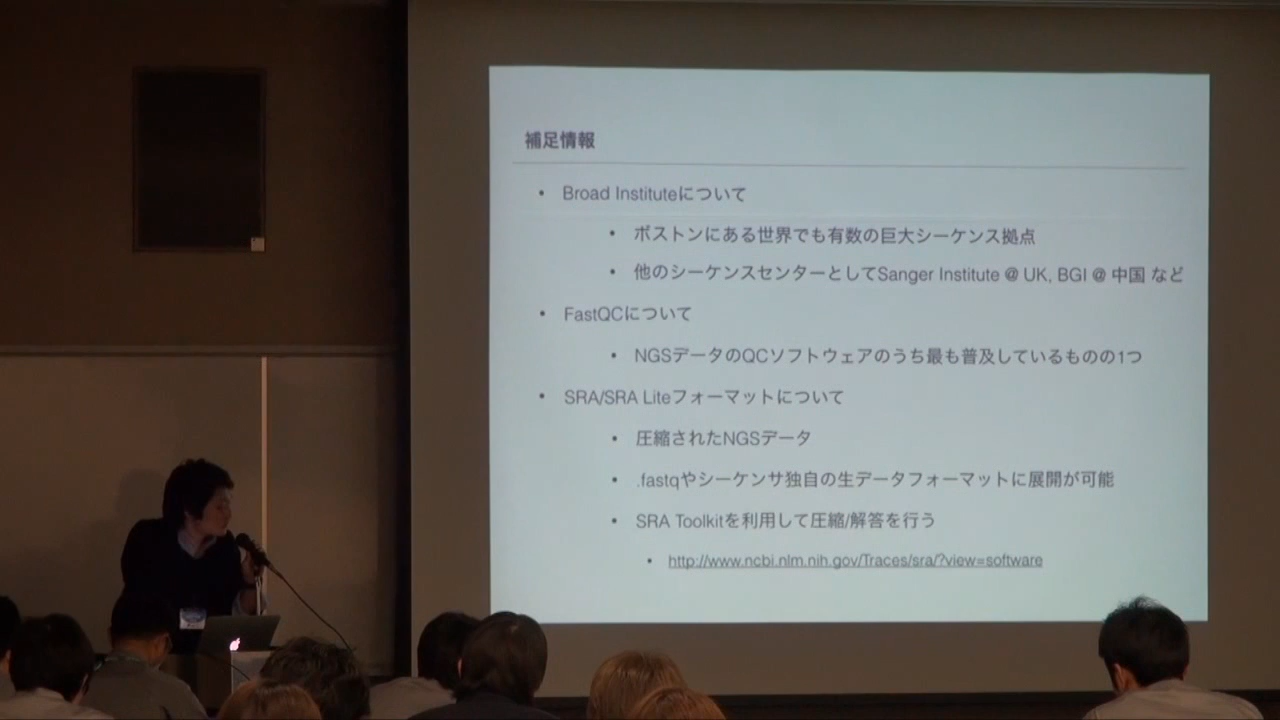 補足情報
• Broad Instituteについて
• ボストンにある世界でも有数の巨大シーケンス拠点
• 他のシーケンスセンターとしてSanger Institute @ UK, BGI @ 中国 など
• FastQCについて
• NGSデータのQCソフトウェアのうち最も普及しているものの1つ
• SRA/SRA Liteフォーマットについて
• 圧縮されたNGSデータ
• .fastqやシーケンサ独自の生データフォーマットに展開が可能
• SRA Toolkitを利用して圧縮/解答を行う
• http://www.ncbi.nlm.nih.gov/Traces/sra/?view=software